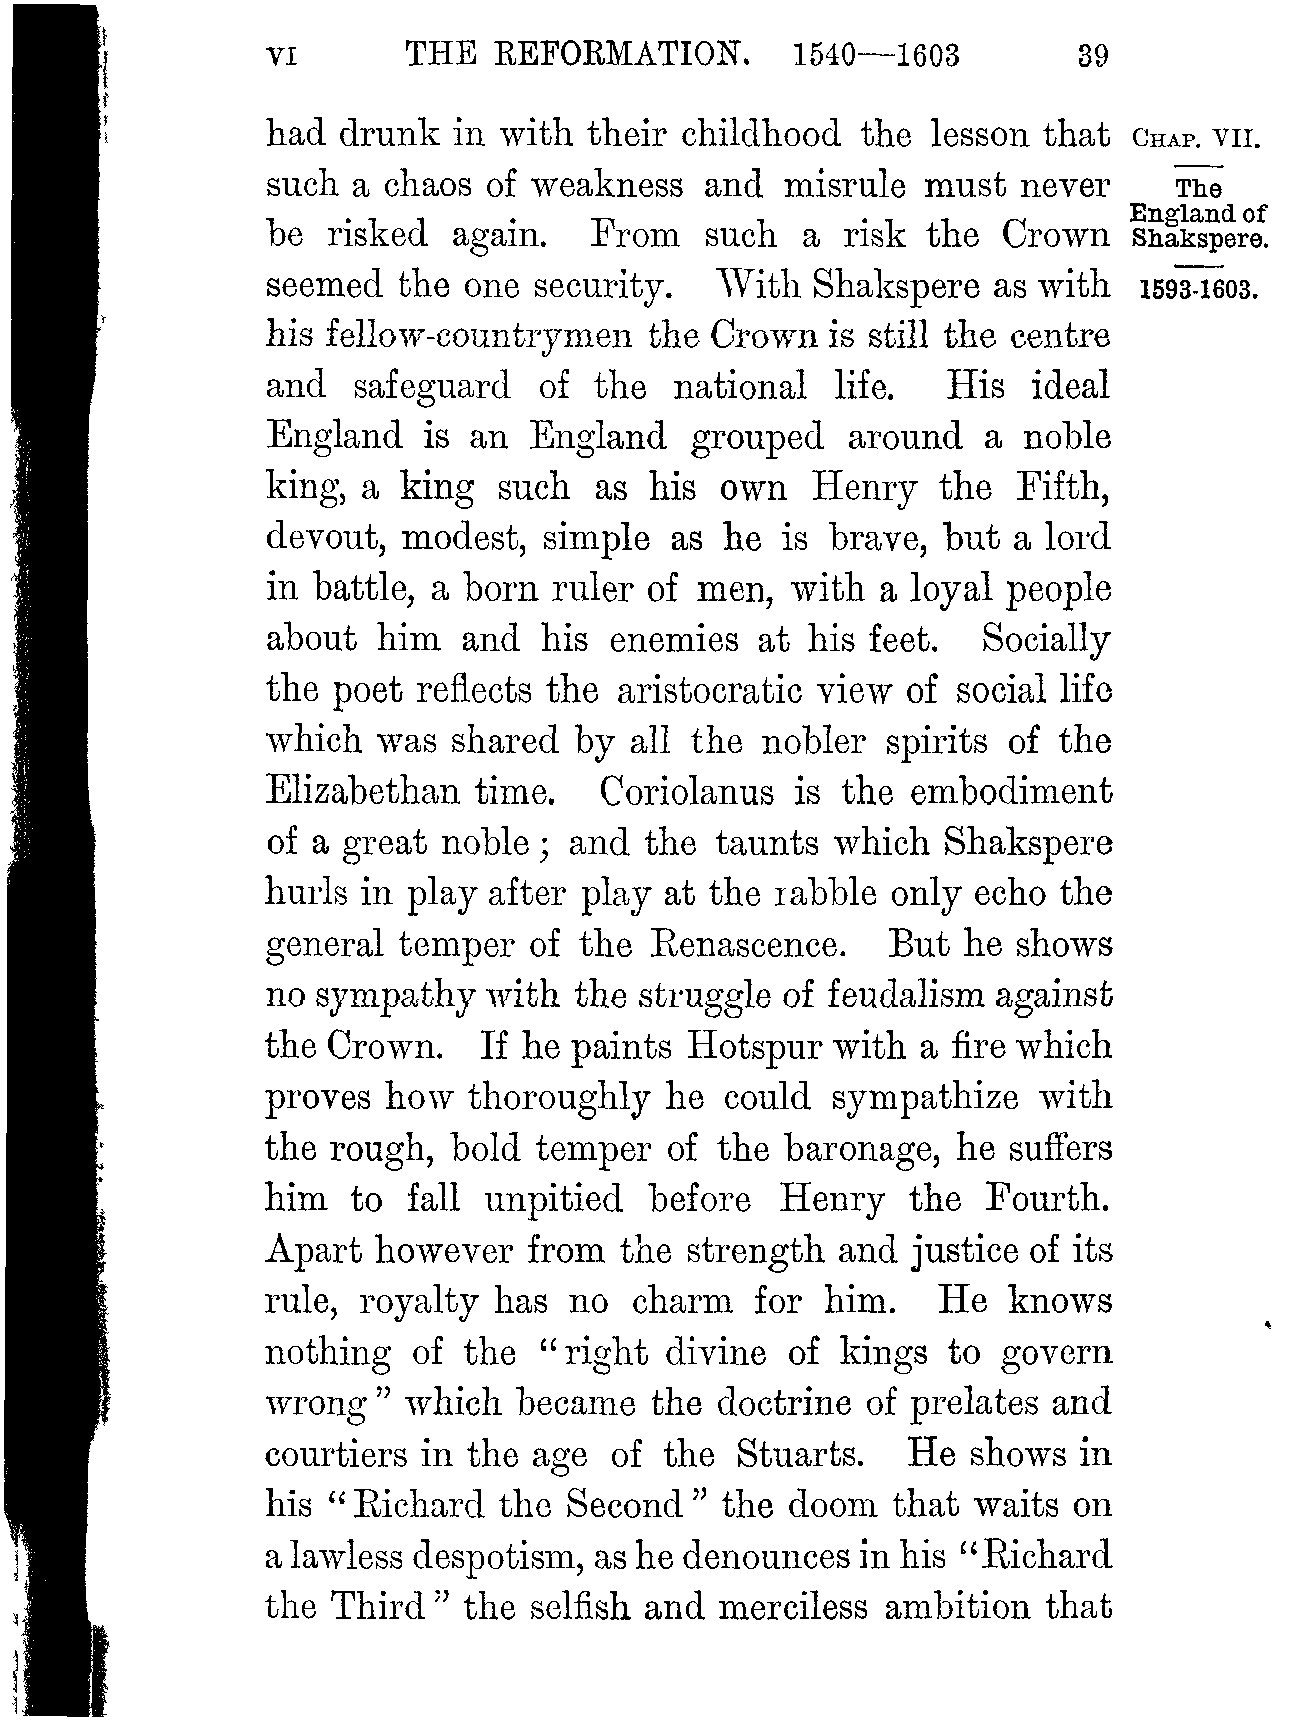 VI THE REFORMATION. 1540—1603 39
had drunk in with their childhood the lesson that
such a chaos of weakness and misrule must never
be risked again. From such a risk the Crown
seemed the one security. With Shakspere as with
his fellow-countrymen the Crown is still the centre
and safeguard of the national life. His ideal
England is an England grouped around a noble
king, a king such as his own Henry the Fifth,
devout, modest, simple as he is brave, but a lord
in battle, a born ruler of men, with a loyal people
about him and his enemies at his feet. Socially
the poet reflects the aristocratic view of social life
which was shared by all the nobler spirits of the
Elizabethan time. Coriolanus is the embodiment
of a great noble; and the taunts which Shakspere
hurls in play after play at the rabble only echo the
general temper of the Renascence. But he shows
no sympathy with the struggle of feudalism against
the Crown. If he paints Hotspur with a fire which
proves how thoroughly he could sympathize with
the rough, bold temper of the baronage, he suffers
him to fall unpitied before Henry the Fourth.
Apart however from the strength and justice of its
rule, royalty has no charm for him. He knows
nothing of the "right divine of kings to govern
wrong" which became the doctrine of prelates and
courtiers in the age of the Stuarts. He shows in
his "Richard the Second" the doom that waits on
a lawless despotism, as he denounces in his "Richard
the Third" the selfish and merciless ambition that
CHAP. VII.
The
England of
Shakspere.
1593-1603.